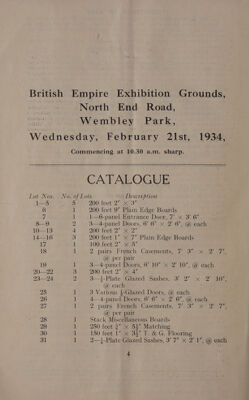 British Empire Exhibition Grounds,
North End Road,
Wembley Park,
Wednesday, February 21st, 1934,
Commencing at 10.30 a.m. sharp.
CATALOGUE
Lot Nos. No. of Lots Description
1—5 5 200 feet 2" × 3"
6 1 200 feet 9" Plain Edge Boards
7 1 1—6-panel Entrance Door, 7' × 3' 6"
8—9 2 3—4-panel Doors, 6' 6" × 2' 6", @ each
10—13 4 200 feet 2" × 2"
14—16 3 200 feet 1" × 7" Plain Edge Boards
17 1 100 feet 2" × 3"
18 1 2 pairs French Casements, 7' 3" × 2' 7", @ per pair
19 1 3—4-panel Doors, 6' 10" × 2' 10", @ each
20—22 3 200 feet 2" × 4"
23—24 2 3—½-Plate Glazed Sashes, 3' 2" × 2' 10", @ each
25 1 3 Various ½-Glazed Doors, @ each
26 1 4—4-panel Doors, 6' 6" × 2' 6", @ each
27 1 2 pairs French Casements, 7' 3" × 2' 7", @ per pair
28 1 Stack Miscellaneous Boards
29 1 250 feet × Matching
30 1 150 feet 1" × T. & G. Flooring
31 1 2—¼-Plate Glazed Sashes, 3' 7" × 2' 1", @ each
4